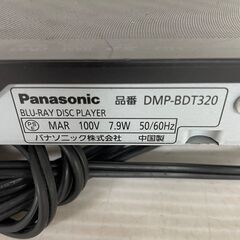 Panasonic 品番 DMP-BDT320
BLU-RAY DISC PLAYER
MAR 100V 7.9W 50/60Hz
パナソニック株式会社 中国製